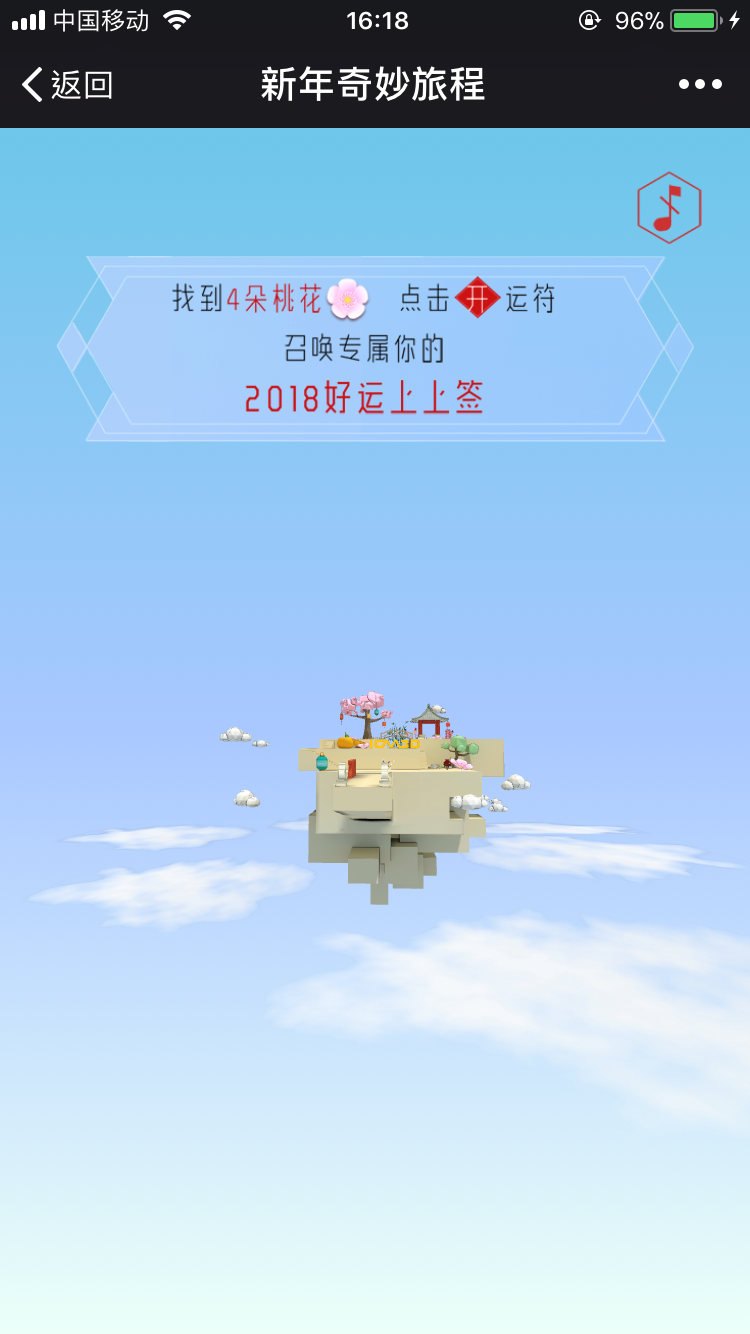 中国移动 16:18 96%
返回 新年奇妙旅程
找到4朵桃花 点击开运符
召唤专属你的
2018好运上上签